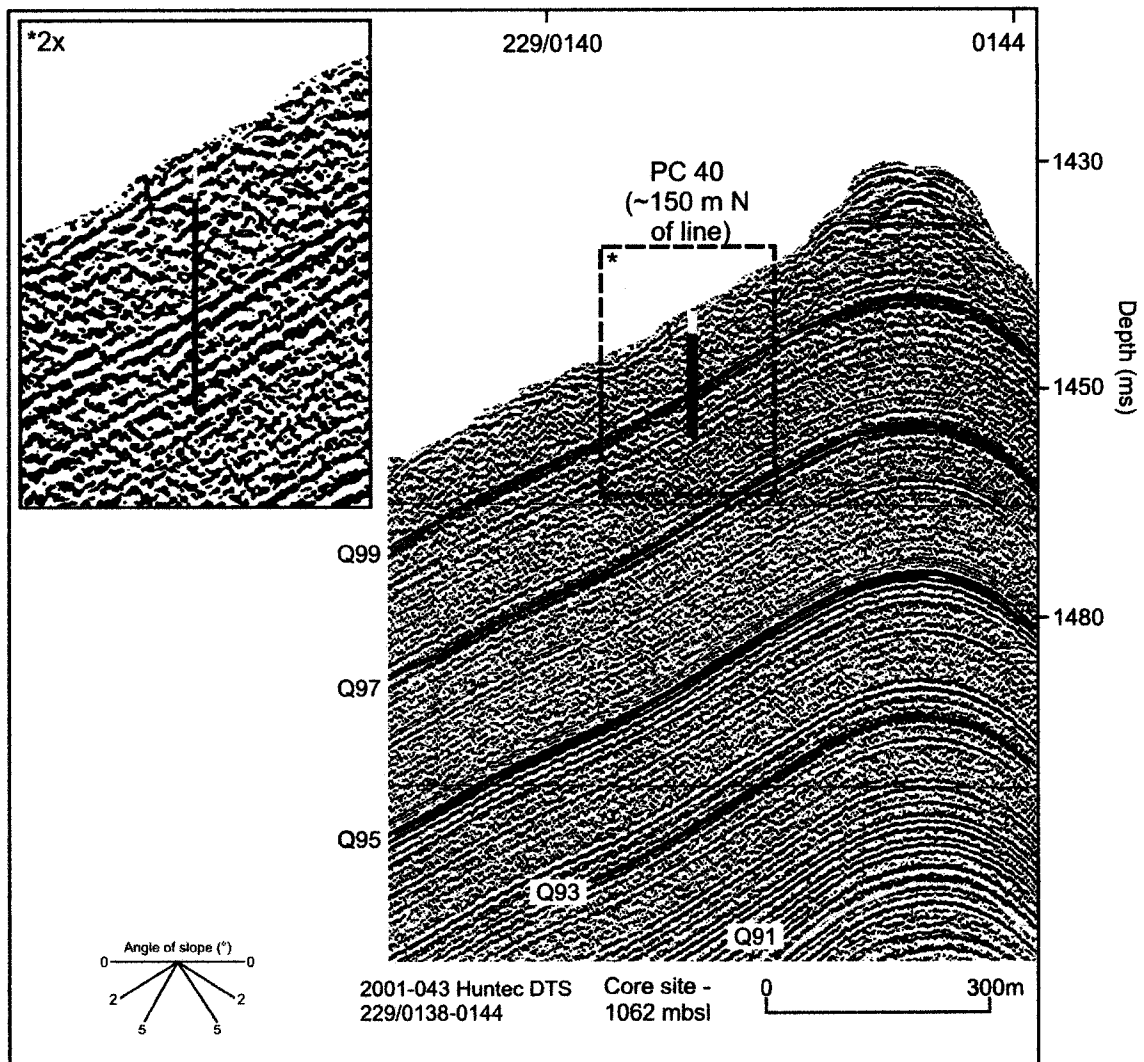 *2x
229/0140
0144
PC 40
(~150 m N
of line)
*
1430
1450
1480
Depth (ms)
Q99
Q97
Q95
Q93
Q91
Angle of slope (°)
0 0
2 2
5 5
2001-043 Huntec DTS
229/0138-0144
Core site -
1062 mbsl
0 300m